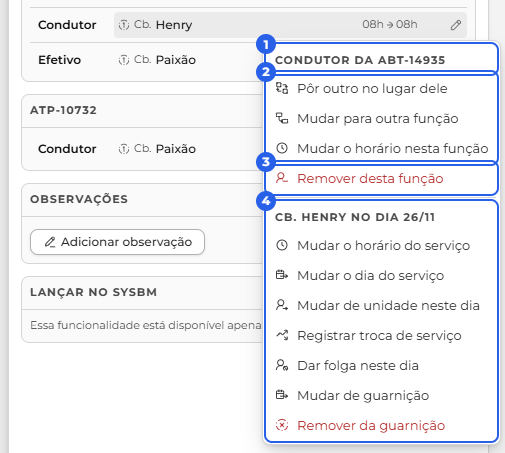 Condutor Cb. Henry 08h → 08h
Efetivo Cb. Paixão
ATP-10732
Condutor Cb. Paixão
OBSERVAÇÕES
Adicionar observação
LANÇAR NO SYSBM
Essa funcionalidade está disponível apena
1
CONDUTOR DA ABT-14935
2
Pôr outro no lugar dele
Mudar para outra função
Mudar o horário nesta função
3
Remover desta função
4
CB. HENRY NO DIA 26/11
Mudar o horário do serviço
Mudar o dia do serviço
Mudar de unidade neste dia
Registrar troca de serviço
Dar folga neste dia
Mudar de guarnição
Remover da guarnição